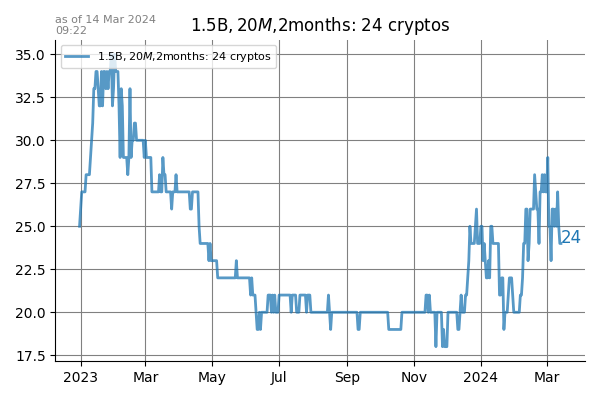 as of 14 Mar 2024
09:22
1.5B, 20M,2months: 24 cryptos
1.5B, 20M,2months: 24 cryptos
35.0
32.5
30.0
27.5
25.0
22.5
20.0
17.5
24
2023
Mar
May
Jul
Sep
Nov
2024
Mar